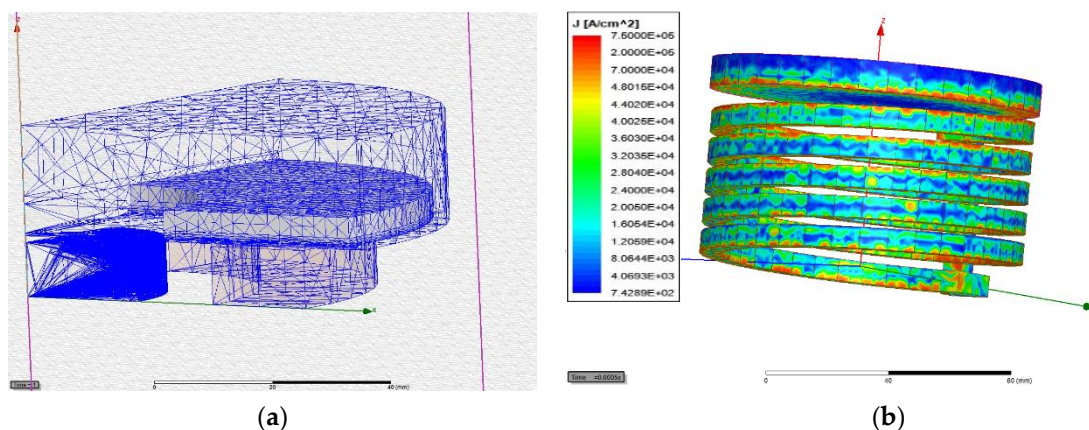 z
x
Time = 1
0
20
40 (mm)
(a)
J [A/cm^2]
7.5000E+05
2.0000E+05
7.0000E+04
4.8015E+04
4.4020E+04
4.0025E+04
3.6030E+04
3.2035E+04
2.8040E+04
2.4000E+04
2.0050E+04
1.6054E+04
1.2059E+04
8.0644E+03
4.0693E+03
7.4289E+02
z
Time =0.0005s
0
40
80 (mm)
(b)